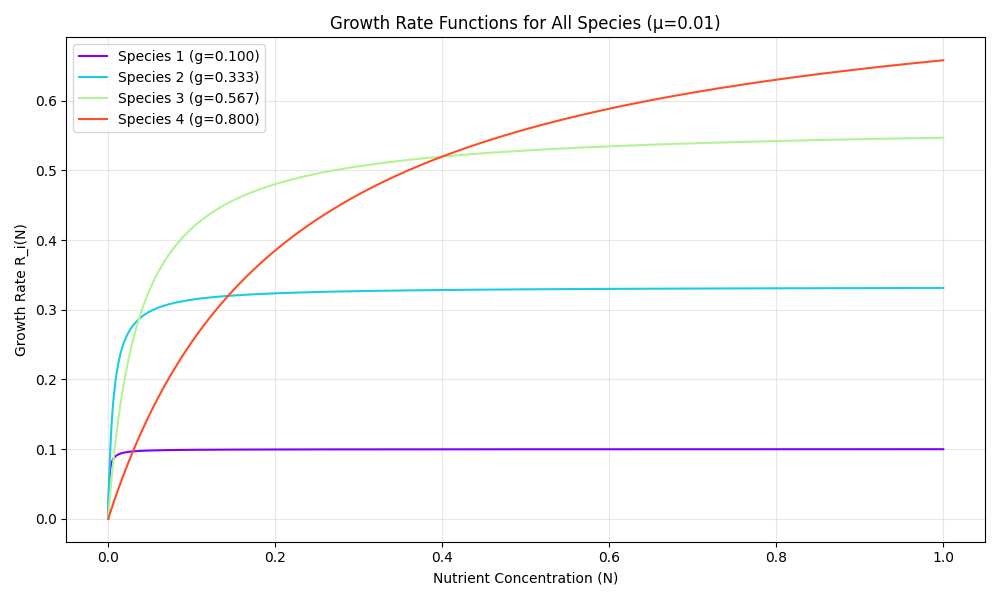 Growth Rate Functions for All Species (μ=0.01)
Species 1 (g=0.100)
Species 2 (g=0.333)
Species 3 (g=0.567)
Species 4 (g=0.800)
Growth Rate R_i(N)
0.6
0.5
0.4
0.3
0.2
0.1
0.0
0.0 0.2 0.4 0.6 0.8 1.0
Nutrient Concentration (N)